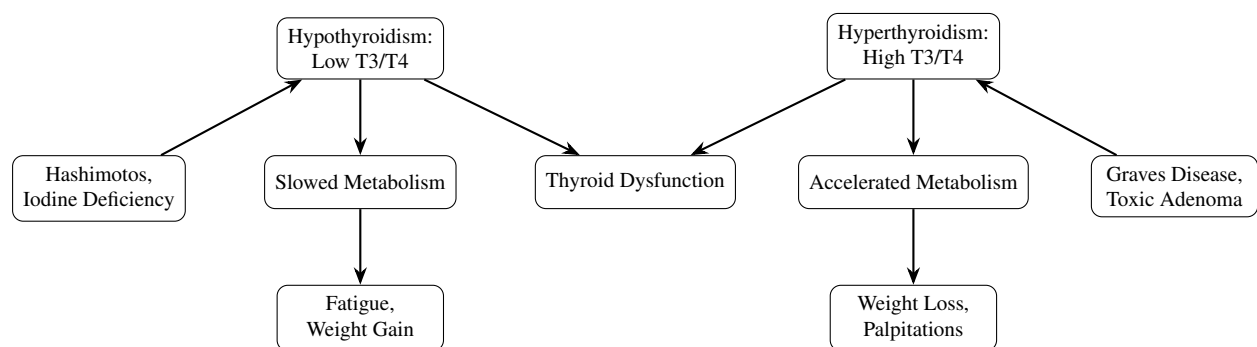 Hypothyroidism:
Low T3/T4
Hyperthyroidism:
High T3/T4
Hashimotos,
Iodine Deficiency
Slowed Metabolism
Thyroid Dysfunction
Accelerated Metabolism
Graves Disease,
Toxic Adenoma
Fatigue,
Weight Gain
Weight Loss,
Palpitations